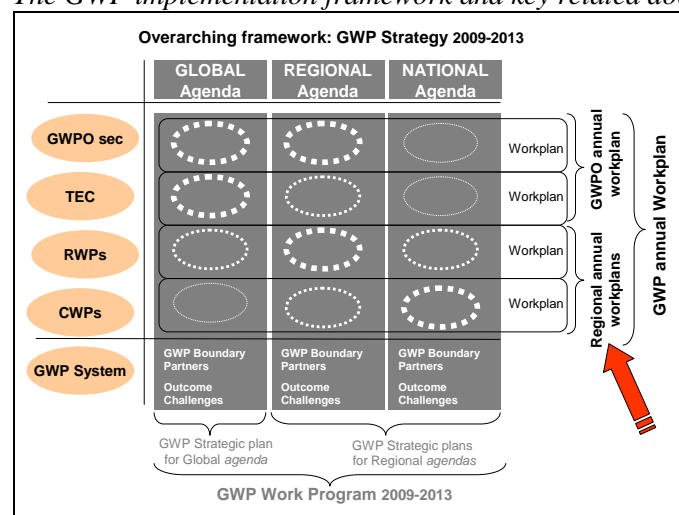 The GWP implementation framework and key related do
Overarching framework: GWP Strategy 2009-2013
GLOBAL Agenda
REGIONAL Agenda
NATIONAL Agenda
GWPO sec
Workplan
TEC
Workplan
RWPs
Workplan
CWPs
Workplan
GWPO annual workplan
Regional annual workplans
GWP annual Workplan
GWP System
GWP Boundary Partners
Outcome Challenges
GWP Boundary Partners
Outcome Challenges
GWP Boundary Partners
Outcome Challenges
GWP Strategic plan
for Global agenda
GWP Strategic plans
for Regional agendas
GWP Work Program 2009-2013